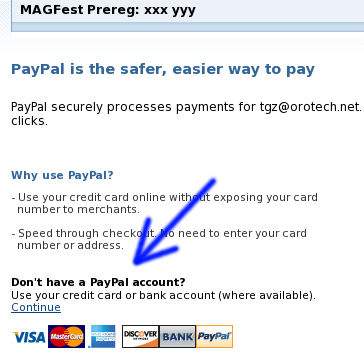 MAGFest Prereg: xxx yyy
PayPal is the safer, easier way to pay
PayPal securely processes payments for tgz@orotech.net.
clicks.
Why use PayPal?
- Use your credit card online without exposing your card
number to merchants.
- Speed through checkout. No need to enter your card
number or address.
Don't have a PayPal account?
Use your credit card or bank account (where available).
Continue
VISA MasterCard AMERICAN EXPRESS DISCOVER BANK PayPal